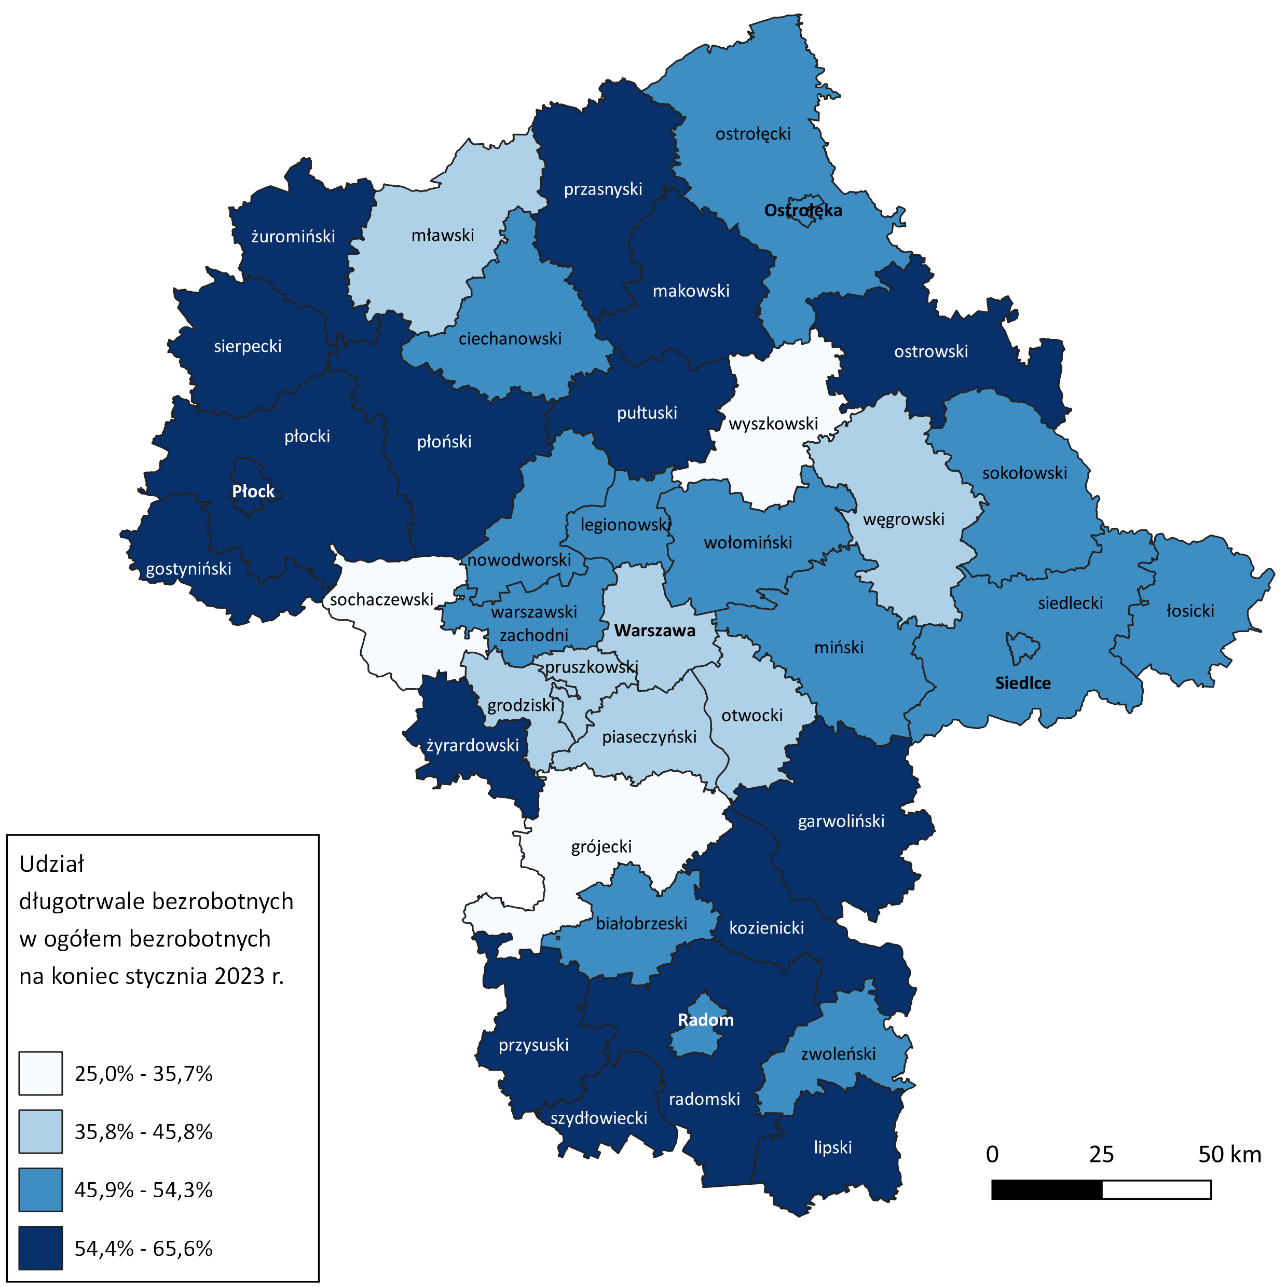 ostrołęcki
przasnyski
Ostrołęka
żuromiński
mławski
makowski
ciechanowski
sierpecki
ostrowski
pułtuski
wyszkowski
płocki
płoński
sokołowski
Płock
węgrowski
legionowski
wołomiński
nowodworski
gostyniński
sochaczewski
siedlecki
łosicki
warszawski
zachodni
Warszawa
miński
pruszkowski
Siedlce
grodziski
otwocki
piaseczyński
żyrardowski
garwoliński
grójecki
białobrzeski
kozienicki
Radom
przysuski
zwoleński
radomski
szydłowiecki
lipski
Udział
długotrwale bezrobotnych
w ogółem bezrobotnych
na koniec stycznia 2023 r.
25,0% - 35,7%
35,8% - 45,8%
45,9% - 54,3%
54,4% - 65,6%
0 25 50 km